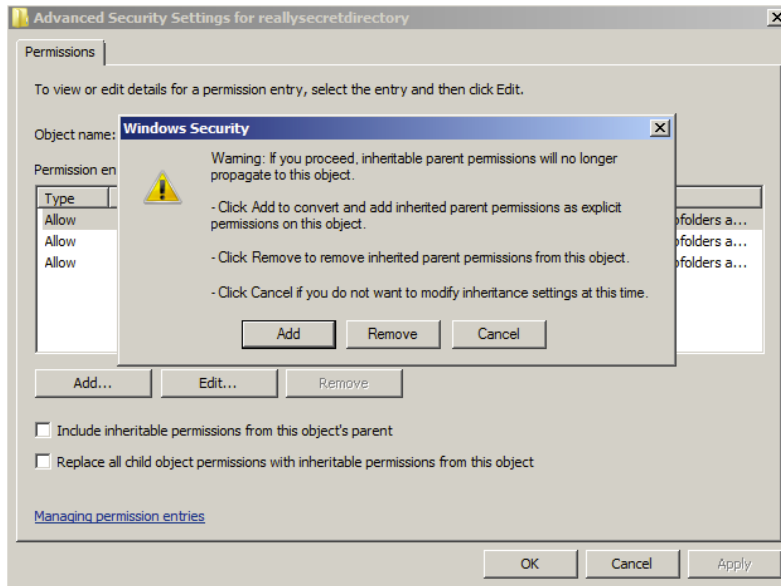 Advanced Security Settings for reallysecretdirectory
Permissions
To view or edit details for a permission entry, select the entry and then click Edit.
Object name:
Windows Security
Warning: If you proceed, inheritable parent permissions will no longer
propagate to this object.
- Click Add to convert and add inherited parent permissions as explicit
permissions on this object.
- Click Remove to remove inherited parent permissions from this object.
- Click Cancel if you do not want to modify inheritance settings at this time.
Add Remove Cancel
Permission en
Type
Allow ofolders a...
Allow ofolders a...
Allow ofolders a...
Add... Edit... Remove
Include inheritable permissions from this object's parent
Replace all child object permissions with inheritable permissions from this object
Managing permission entries
OK Cancel Apply